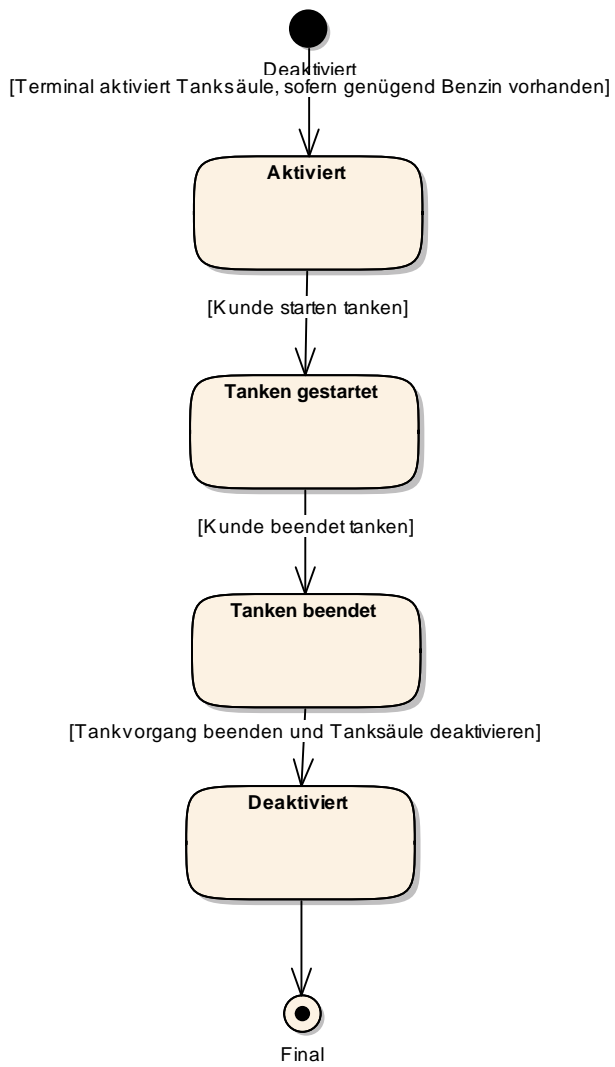 Deaktiviert
[Terminal aktiviert Tanksäule, sofern genügend Benzin vorhanden]
Aktiviert
[Kunde starten tanken]
Tanken gestartet
[Kunde beendet tanken]
Tanken beendet
[Tankvorgang beenden und Tanksäule deaktivieren]
Deaktiviert
Final